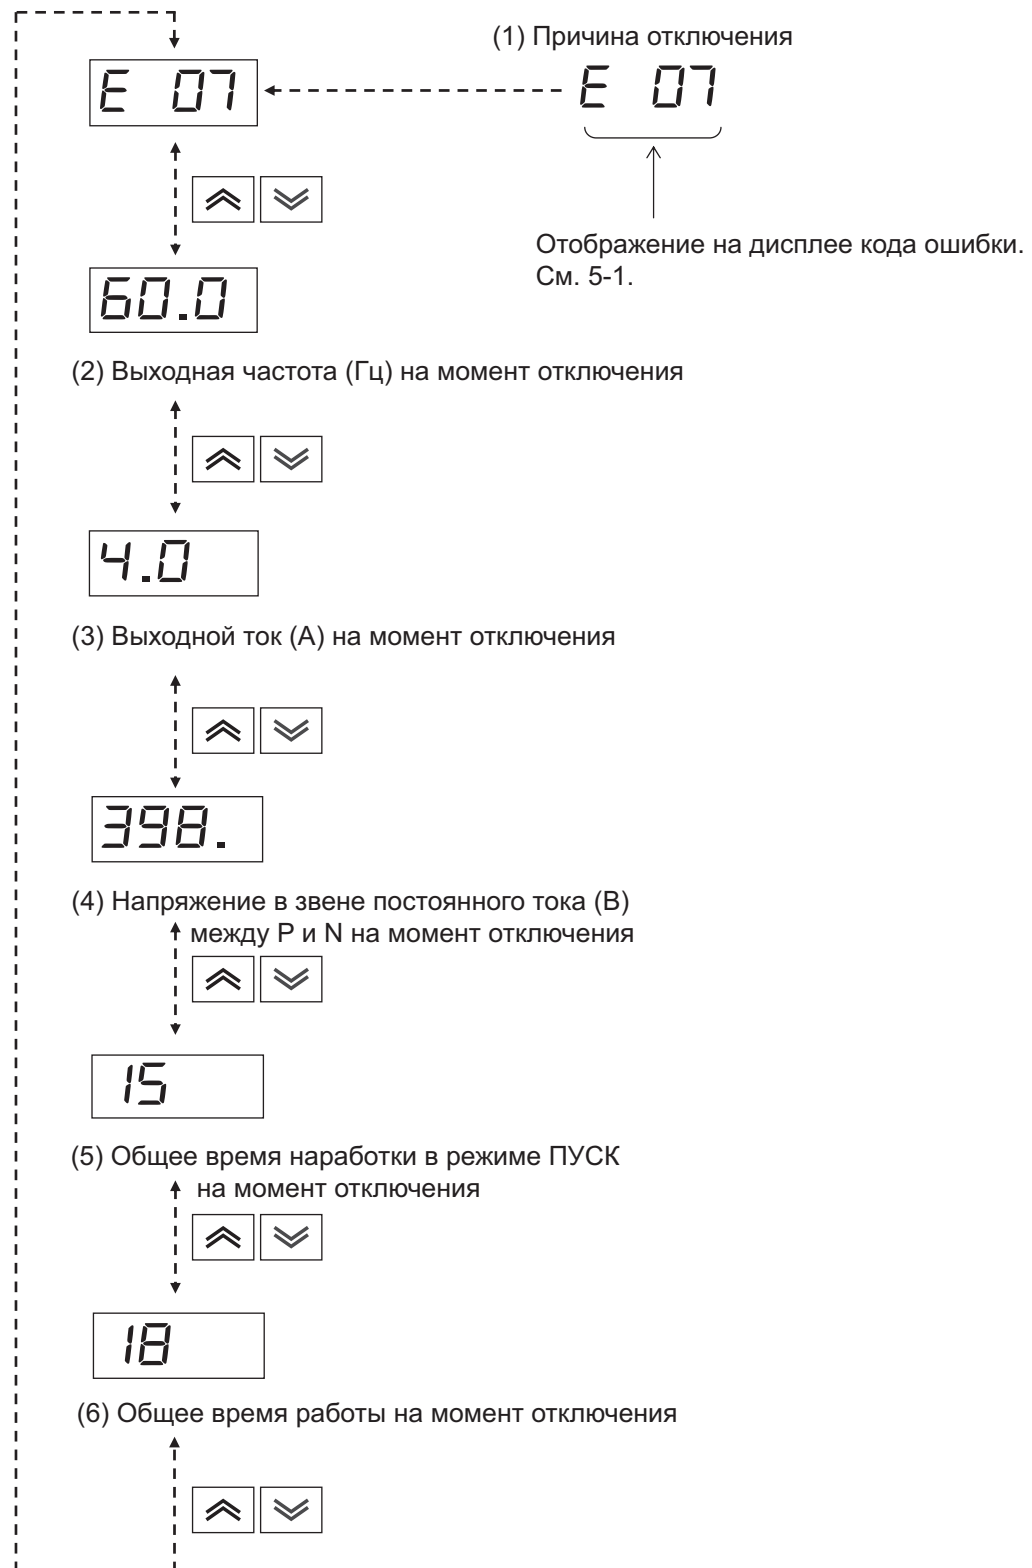 (1) Причина отключения
E 07
E 07
Отображение на дисплее кода ошибки.
См. 5-1.
60.0
(2) Выходная частота (Гц) на момент отключения
4.0
(3) Выходной ток (А) на момент отключения
398.
(4) Напряжение в звене постоянного тока (В)
между P и N на момент отключения
15
(5) Общее время наработки в режиме ПУСК
на момент отключения
18
(6) Общее время работы на момент отключения